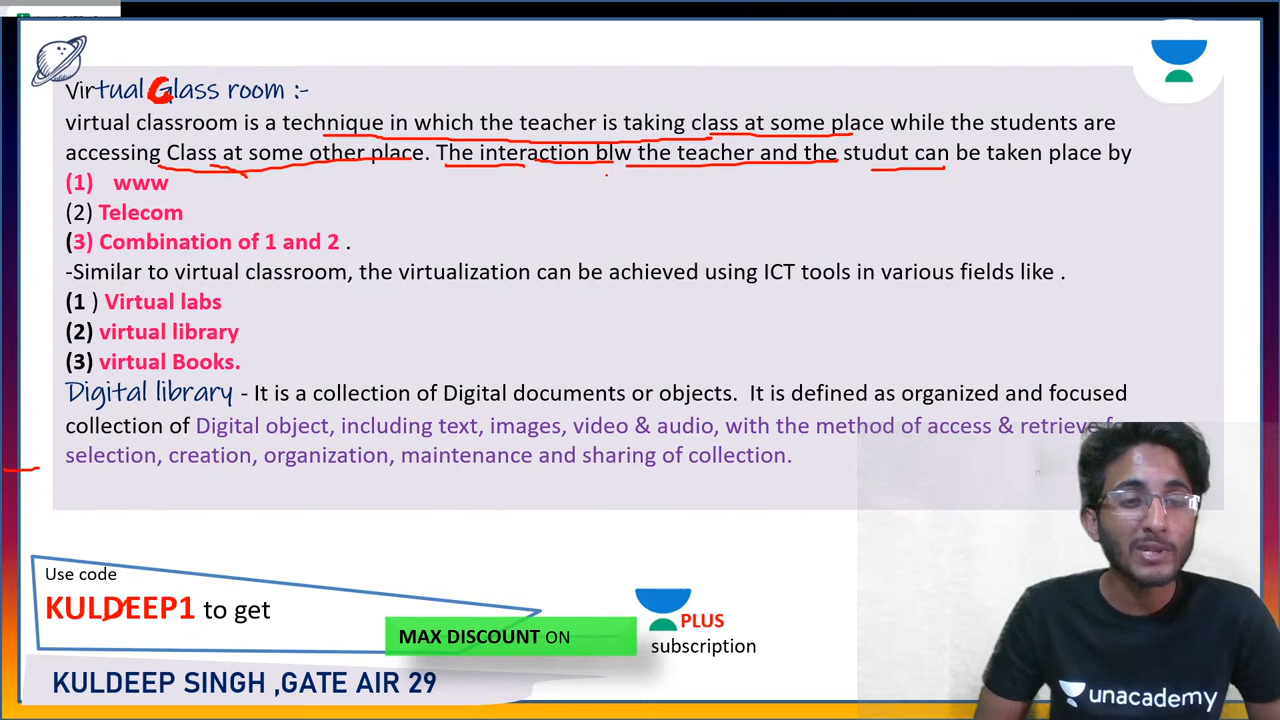 Virtual Glass room :-
virtual classroom is a technique in which the teacher is taking class at some place while the students are
accessing Class at some other place. The interaction blw the teacher and the studut can be taken place by
(1) www
(2) Telecom
(3) Combination of 1 and 2 .
-Similar to virtual classroom, the virtualization can be achieved using ICT tools in various fields like .
(1 ) Virtual labs
(2) virtual library
(3) virtual Books.
Digital library - It is a collection of Digital documents or objects. It is defined as organized and focused
collection of Digital object, including text, images, video & audio, with the method of access & retrieve
selection, creation, organization, maintenance and sharing of collection.
Use code
KULDEEP1 to get
MAX DISCOUNT ON
PLUS
subscription
KULDEEP SINGH ,GATE AIR 29
unacademy